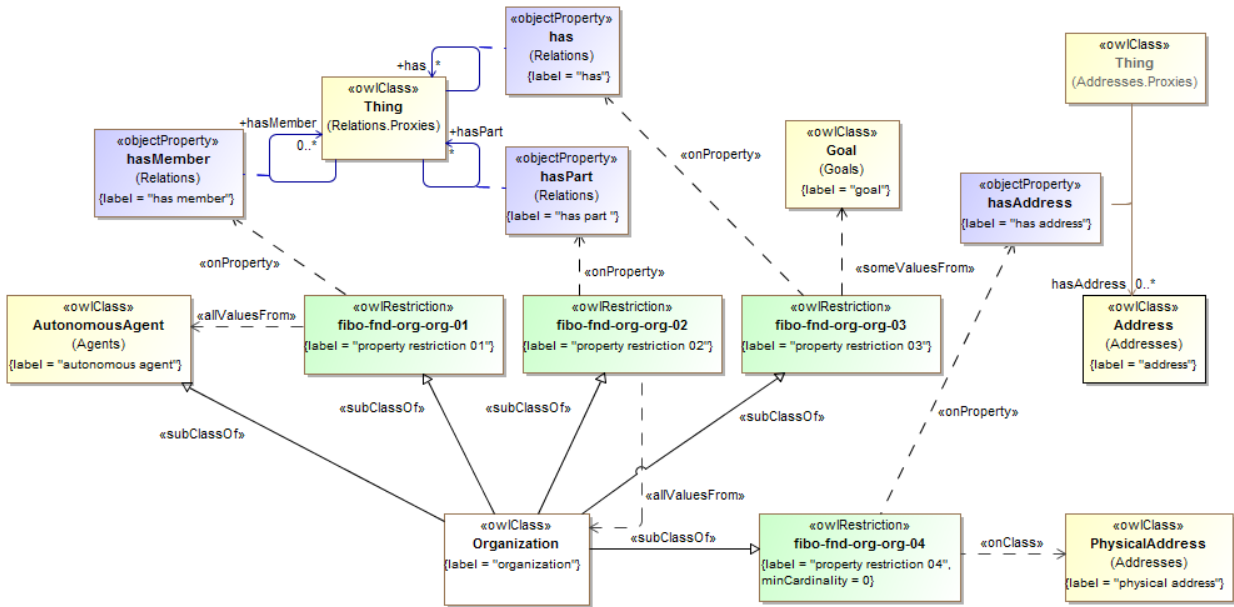 «objectProperty»
has
(Relations)
{label = "has"}
+has
*
«owlClass»
Thing
(Relations.Proxies)
+hasMember
0..*
+hasPart
*
«objectProperty»
hasMember
(Relations)
{label = "has member"}
«objectProperty»
hasPart
(Relations)
{label = "has part "}
«owlClass»
Thing
(Addresses.Proxies)
«onProperty»
«owlClass»
Goal
(Goals)
{label = "goal"}
«objectProperty»
hasAddress
{label = "has address"}
«onProperty»
«onProperty»
«someValuesFrom»
hasAddress
0..*
«owlClass»
AutonomousAgent
(Agents)
{label = "autonomous agent"}
«allValuesFrom»
«owlRestriction»
fibo-fnd-org-org-01
{label = "property restriction 01"}
«owlRestriction»
fibo-fnd-org-org-02
{label = "property restriction 02"}
«owlRestriction»
fibo-fnd-org-org-03
{label = "property restriction 03"}
«owlClass»
Address
(Addresses)
{label = "address"}
«subClassOf»
«subClassOf»
«subClassOf»
«subClassOf»
«onProperty»
«allValuesFrom»
«owlClass»
Organization
{label = "organization"}
«subClassOf»
«owlRestriction»
fibo-fnd-org-org-04
{label = "property restriction 04",
minCardinality = 0}
«onClass»
«owlClass»
PhysicalAddress
(Addresses)
{label = "physical address"}